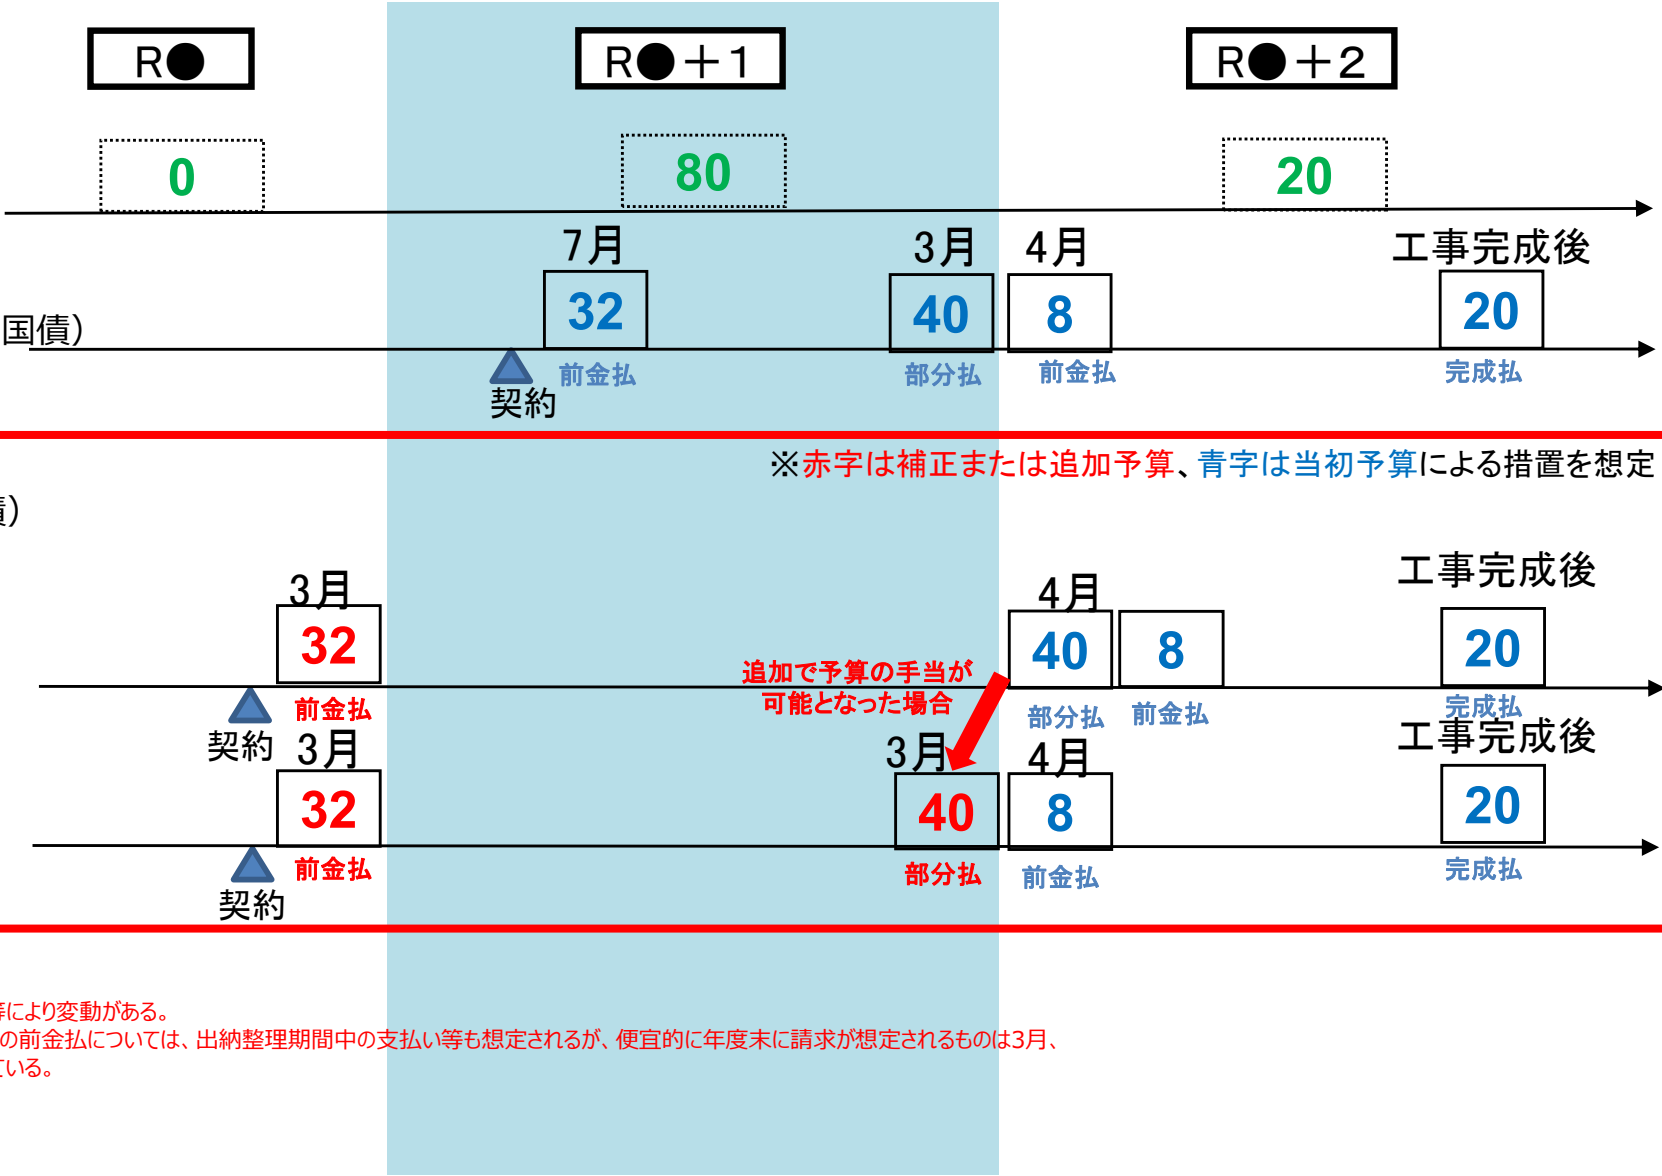 R● R●+1 R●+2
0 80 20
7月 3月 4月 工事完成後
32 40 8 20
国債)
前金払 部分払 前金払 完成払
契約
※赤字は補正または追加予算、青字は当初予算による措置を想定
債)
3月 4月 工事完成後
32 40 8 20
追加で予算の手当が
可能となった場合
前金払 部分払 前金払 完成払
契約
3月 3月 4月 工事完成後
32 40 8 20
前金払 部分払 前金払 完成払
契約
等により変動がある。
の前金払については、出納整理期間中の支払い等も想定されるが、便宜的に年度末に請求が想定されるものは3月、
ている。